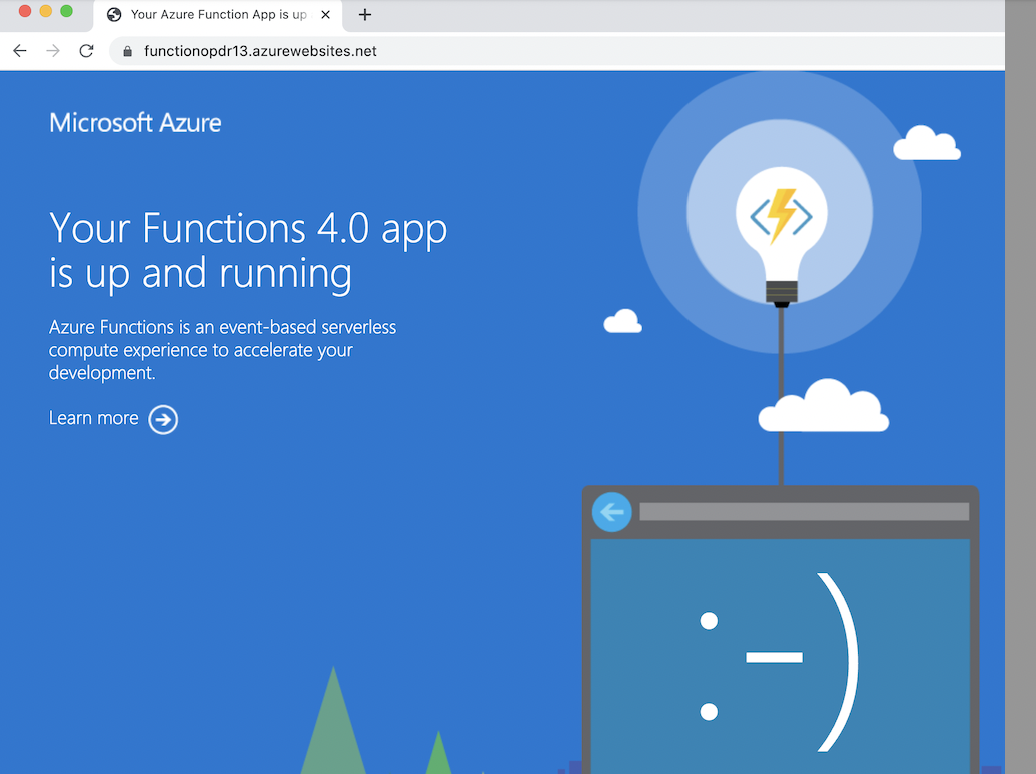 Your Azure Function App is up
functionopdr13.azurewebsites.net
Microsoft Azure
Your Functions 4.0 app
is up and running
Azure Functions is an event-based serverless
compute experience to accelerate your
development.
Learn more
:-)